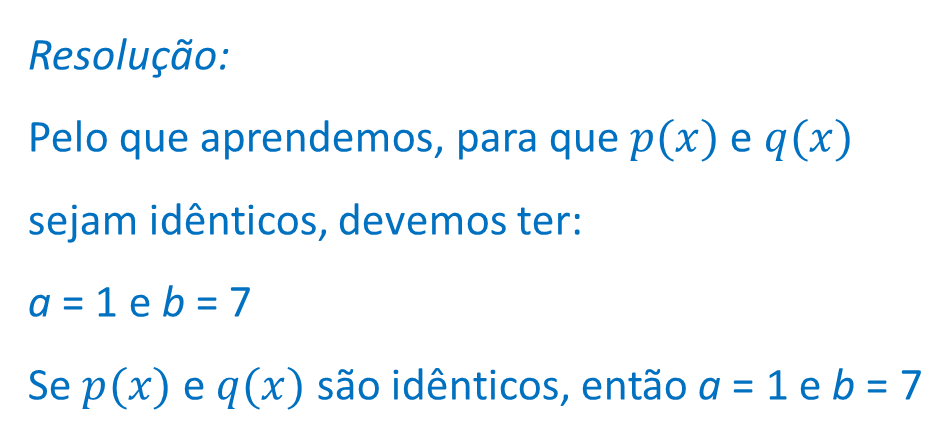 Resolução:
Pelo que aprendemos, para que 𝑝(𝑥) e 𝑞(𝑥)
sejam idênticos, devemos ter:
a = 1 e b = 7
Se 𝑝(𝑥) e 𝑞(𝑥) são idênticos, então a = 1 e b = 7